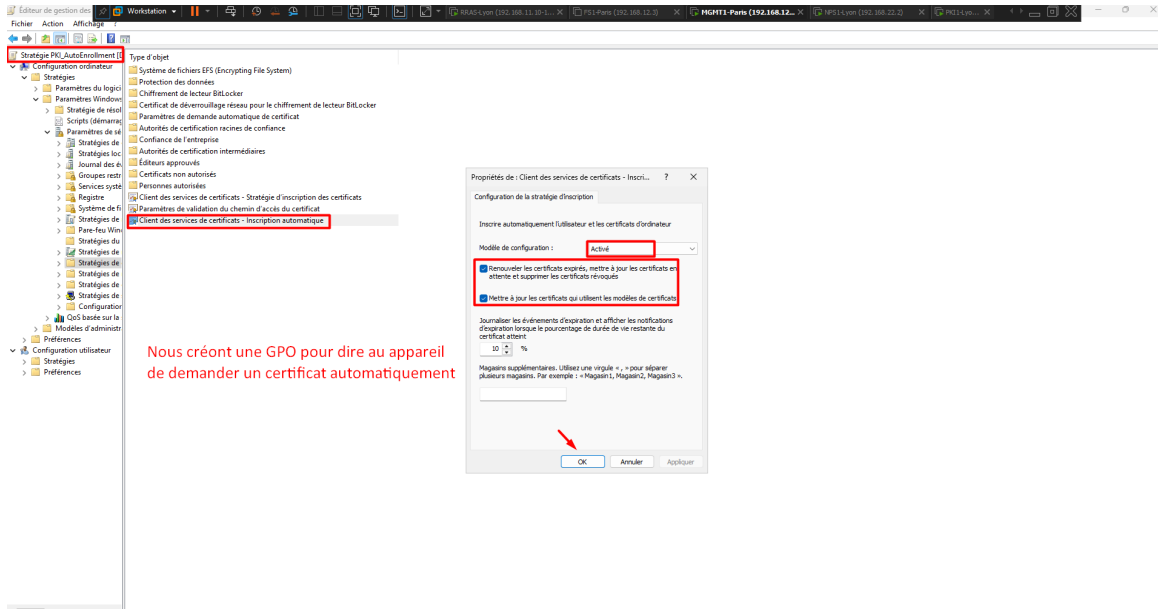 Éditeur de gestion des
Workstation
RRAS-Lyon (192.168.11.10-1...
PS1-Paris (192.168.12.3)
MGMT1-Paris (192.168.12...
NPS1-Lyon (192.168.22.2)
PKI1-Lyo...
Fichier Action Affichage ?
Stratégie PKI_AutoEnrollment [
Configuration ordinateur
Stratégies
Paramètres du logici
Paramètres Windows
Stratégie de résol
Scripts (démarrag
Paramètres de sé
Stratégies de
Stratégies loc
Journal des év
Groupes restr
Services systè
Registre
Système de fi
Stratégies de
Pare-feu Wind
Stratégies du
Stratégies de
Stratégies de
Stratégies de
Stratégies de
Stratégies de
Configuration
QoS basée sur la
Modèles d'administr
Préférences
Configuration utilisateur
Stratégies
Préférences
Type d'objet
Système de fichiers EFS (Encrypting File System)
Protection des données
Chiffrement de lecteur BitLocker
Certificat de déverrouillage réseau pour le chiffrement de lecteur BitLocker
Paramètres de demande automatique de certificat
Autorités de certification racines de confiance
Confiance de l'entreprise
Autorités de certification intermédiaires
Éditeurs approuvés
Certificats non autorisés
Personnes autorisées
Client des services de certificats - Stratégie d'inscription des certificats
Paramètres de validation du chemin d'accès du certificat
Client des services de certificats - Inscription automatique
Nous créont une GPO pour dire au appareil
de demander un certificat automatiquement
Propriétés de : Client des services de certificats - Inscri... ?
Configuration de la stratégie d'inscription
Inscrire automatiquement l'utilisateur et les certificats d'ordinateur
Modèle de configuration : Activé
Renouveler les certificats expirés, mettre à jour les certificats en
attente et supprimer les certificats révoqués
Mettre à jour les certificats qui utilisent les modèles de certificats
Journaliser les événements d'expiration et afficher les notifications
d'expiration lorsque le pourcentage de durée de vie restante du
certificat atteint
10 %
Magasins supplémentaires. Utilisez une virgule « , » pour séparer
plusieurs magasins. Par exemple : « Magasin1, Magasin2, Magasin3 ».
OK Annuler Appliquer